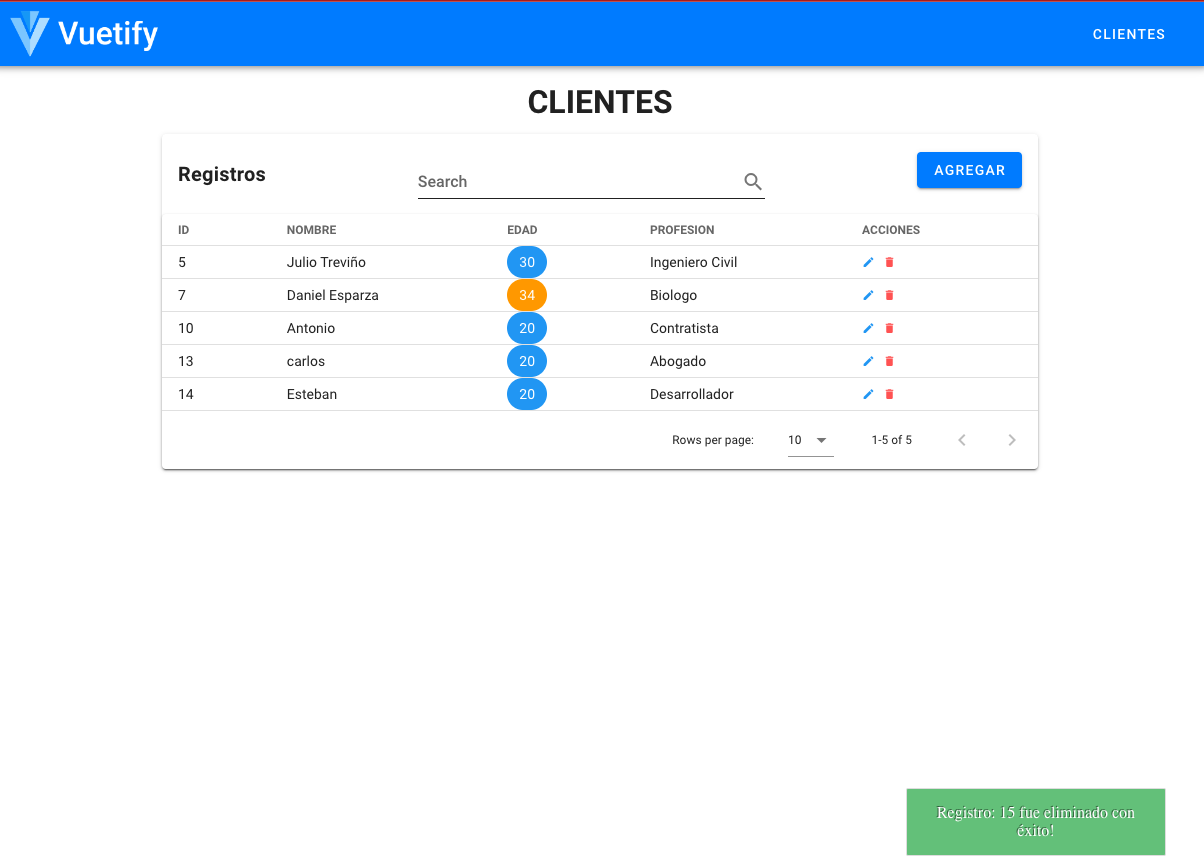 Vuetify
CLIENTES
CLIENTES
Registros
Search
AGREGAR
ID NOMBRE EDAD PROFESION ACCIONES
5 Julio Treviño 30 Ingeniero Civil
7 Daniel Esparza 34 Biologo
10 Antonio 20 Contratista
13 carlos 20 Abogado
14 Esteban 20 Desarrollador
Rows per page: 10 1-5 of 5
Registro: 15 fue eliminado con
éxito!